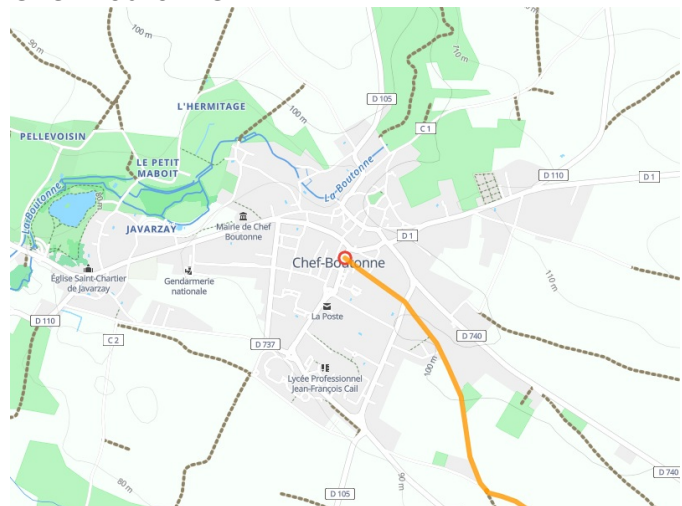 100 m
90 m
110 m
L'HERMITAGE
D 105
100 m
C 1
PELLEVOISIN
LE PETIT
MABOIT
La Boutonne
D 110
D 1
La Boutonne
90 m
JAVARZAY
Mairie de Chef
Boutonne
D 1
Chef-Boutonne
Église Saint-Chartier
de Javarzay
Gendarmerie
nationale
110 m
La Poste
D 110
C 2
D 737
D 740
100 m
Lycée Professionnel
Jean-François Cail
80 m
90 m
D 740
D 105